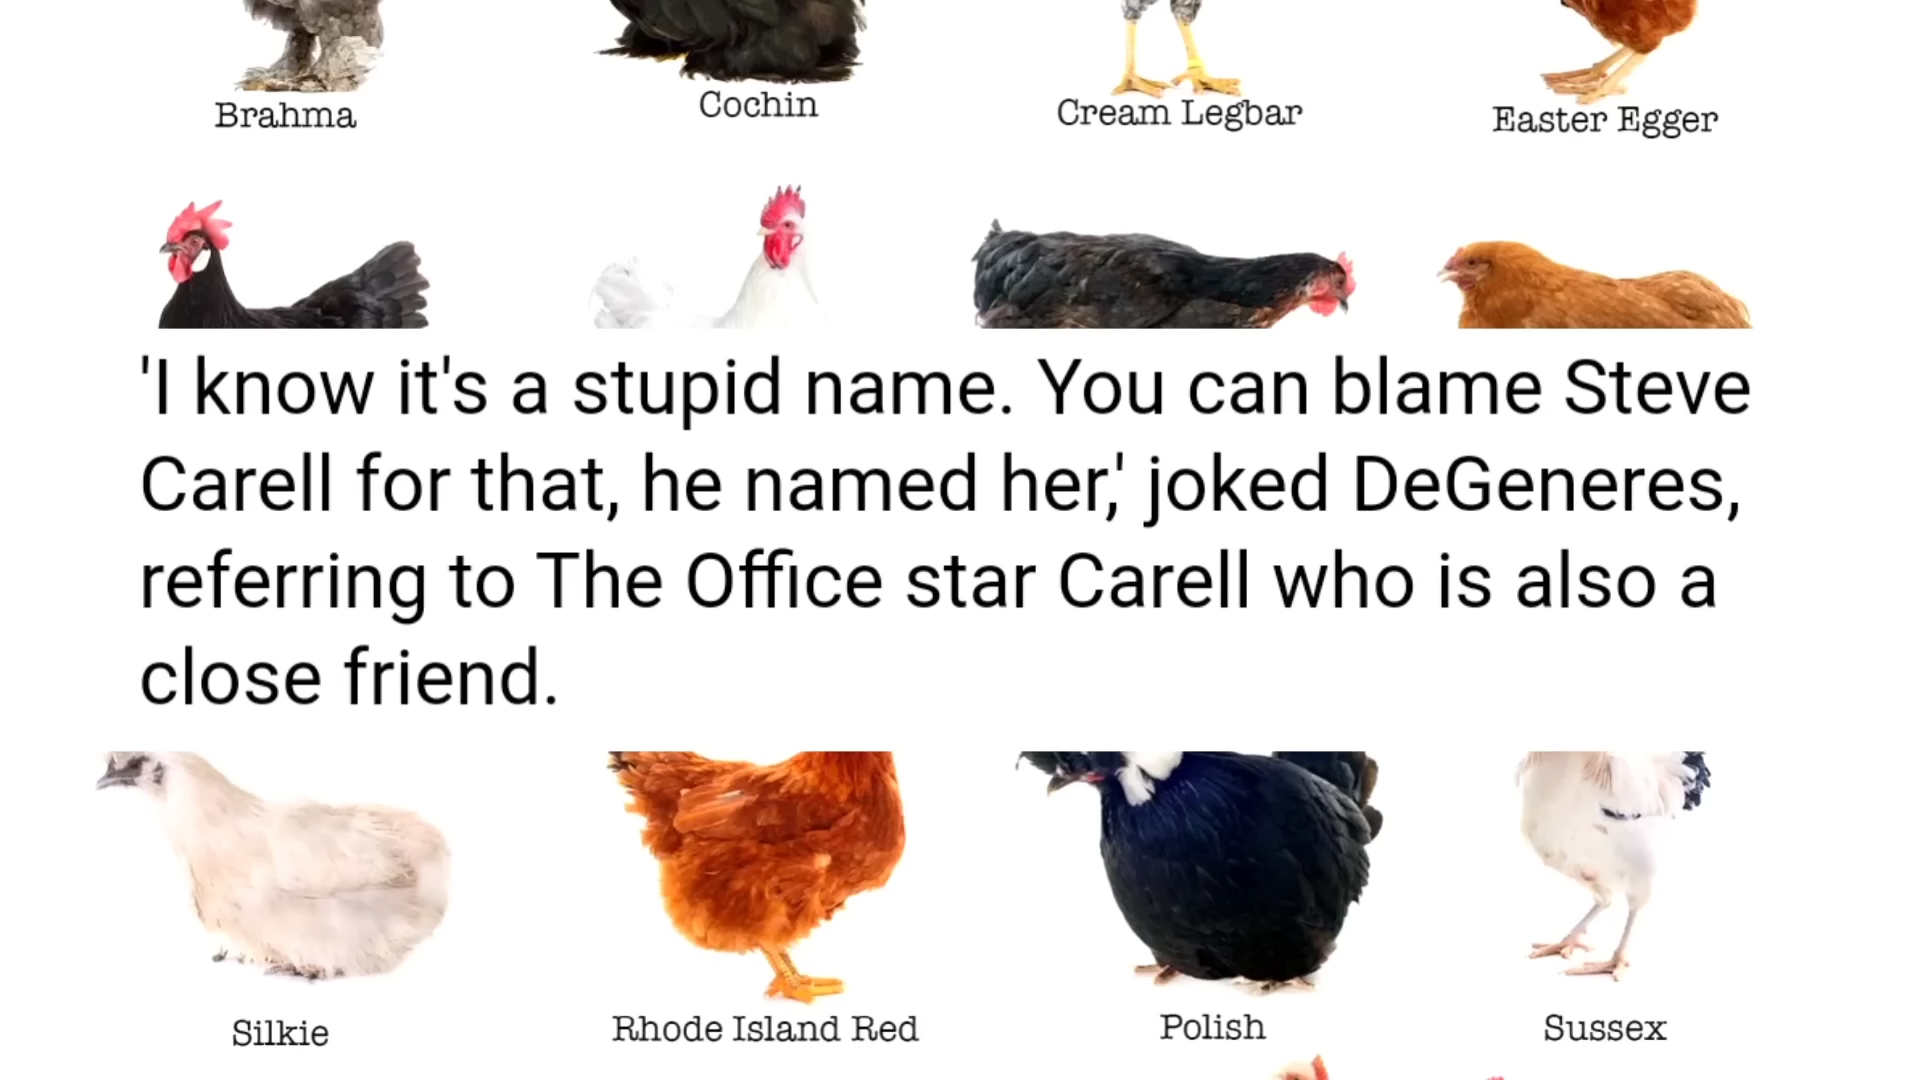 Brahma
Cochin
Cream Legbar
Easter Egger
'I know it's a stupid name. You can blame Steve
Carell for that, he named her,' joked DeGeneres,
referring to The Office star Carell who is also a
close friend.
Silkie
Rhode Island Red
Polish
Sussex